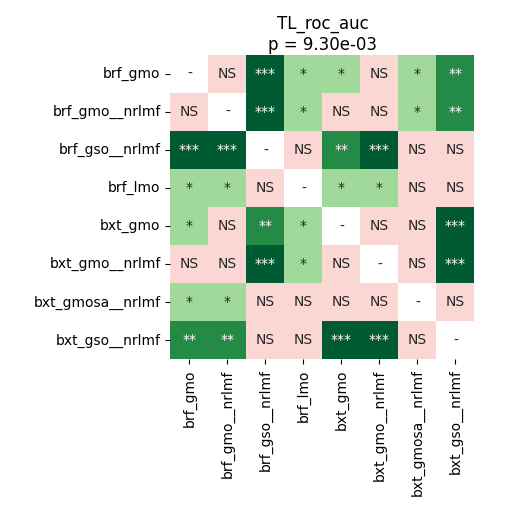 TL_roc_auc
p = 9.30e-03
brf_gmo - NS *** * * NS * **
brf_gmo__nrlmf NS - *** * NS NS * **
brf_gso__nrlmf *** *** - NS ** *** NS NS
brf_lmo * * NS - * * NS NS
bxt_gmo * NS ** * - NS NS ***
bxt_gmo__nrlmf NS NS *** * NS - NS ***
bxt_gmosa__nrlmf * * NS NS NS NS - NS
bxt_gso__nrlmf ** ** NS NS *** *** NS -
brf_gmo
brf_gmo__nrlmf
brf_gso__nrlmf
brf_lmo
bxt_gmo
bxt_gmo__nrlmf
bxt_gmosa__nrlmf
bxt_gso__nrlmf